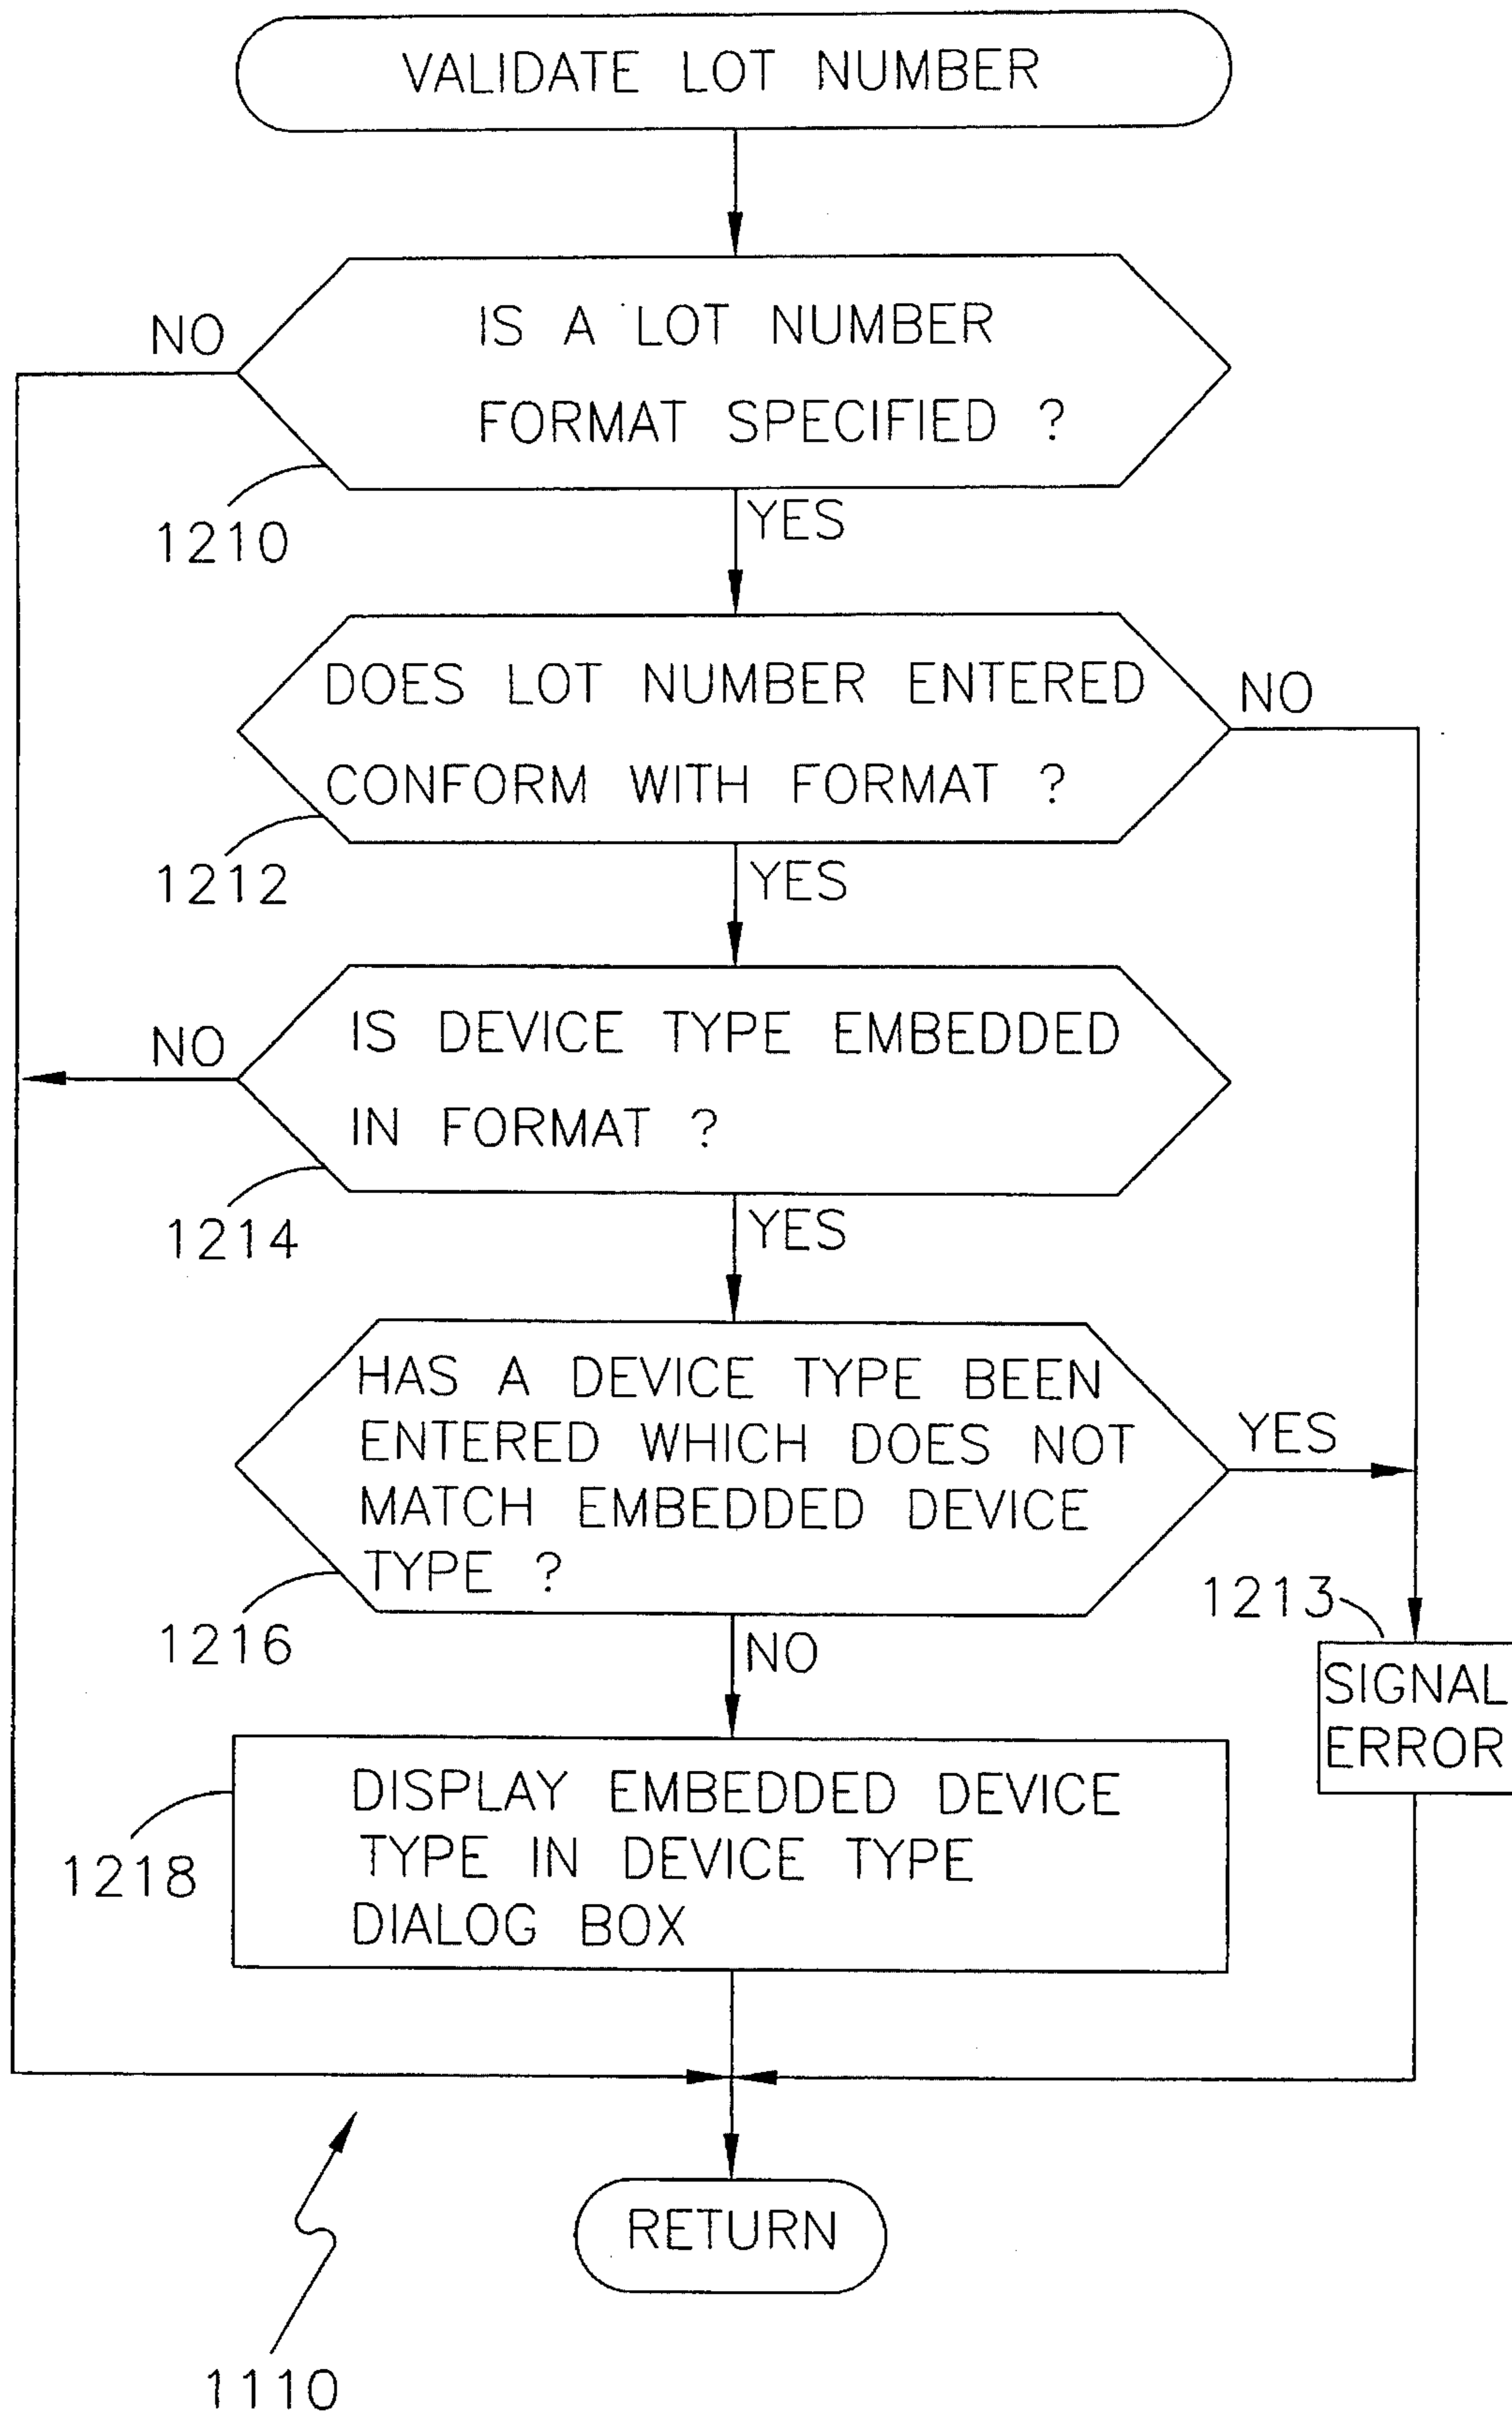 VALIDATE LOT NUMBER
NO
IS A LOT NUMBER
FORMAT SPECIFIED ?
1210
YES
DOES LOT NUMBER ENTERED
CONFORM WITH FORMAT ?
NO
1212
YES
NO
IS DEVICE TYPE EMBEDDED
IN FORMAT ?
1214
YES
HAS A DEVICE TYPE BEEN
ENTERED WHICH DOES NOT
MATCH EMBEDDED DEVICE
TYPE ?
YES
1216
NO
1213
SIGNAL
ERROR
DISPLAY EMBEDDED DEVICE
TYPE IN DEVICE TYPE
DIALOG BOX
1218
RETURN
1110